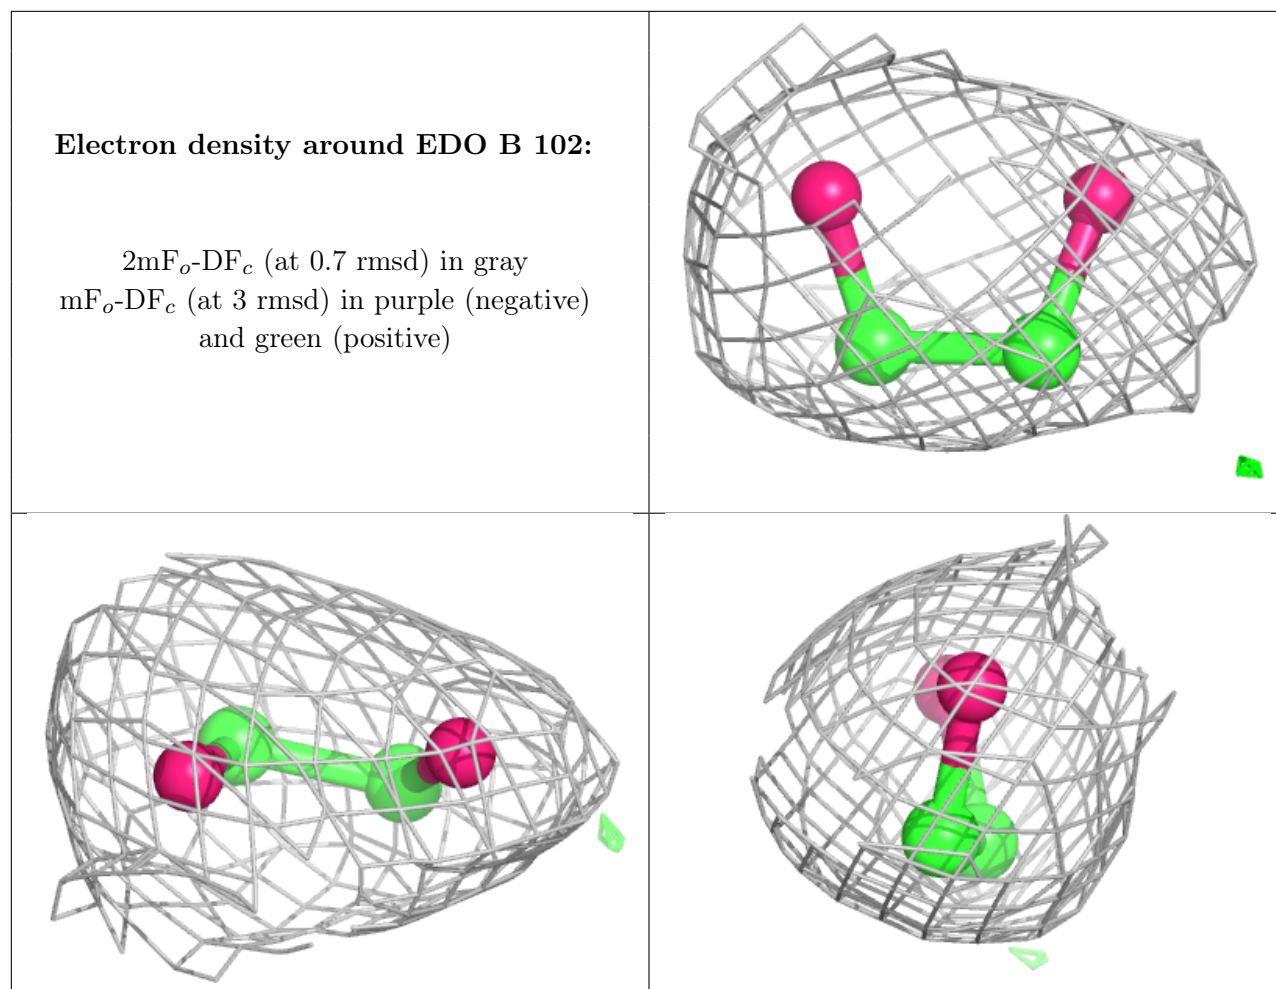 Electron density around EDO B 102:
2mFo-DFc (at 0.7 rmsd) in gray
mFo-DFc (at 3 rmsd) in purple (negative)
and green (positive)